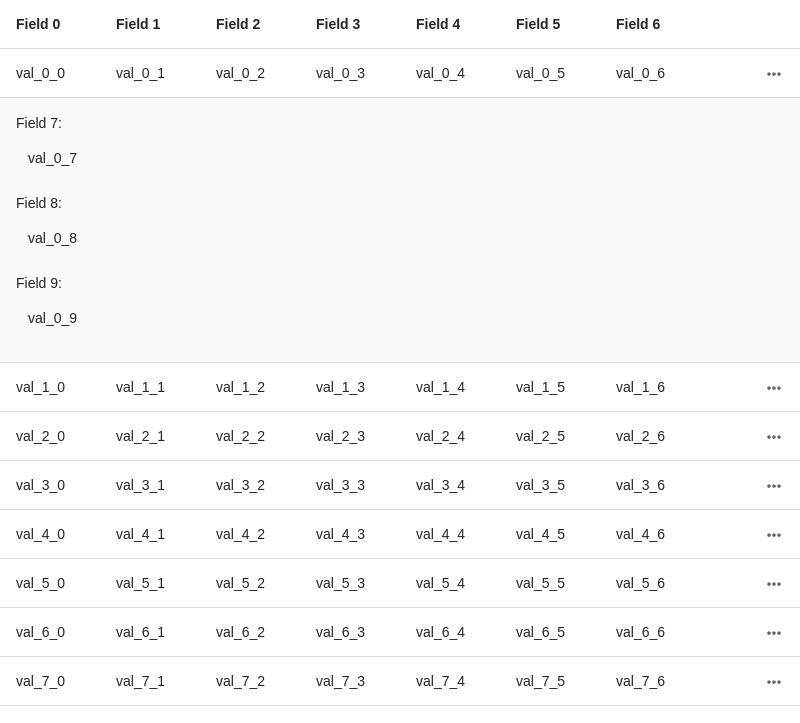 Field 0 Field 1 Field 2 Field 3 Field 4 Field 5 Field 6
val_0_0 val_0_1 val_0_2 val_0_3 val_0_4 val_0_5 val_0_6
Field 7:
val_0_7
Field 8:
val_0_8
Field 9:
val_0_9
val_1_0 val_1_1 val_1_2 val_1_3 val_1_4 val_1_5 val_1_6
val_2_0 val_2_1 val_2_2 val_2_3 val_2_4 val_2_5 val_2_6
val_3_0 val_3_1 val_3_2 val_3_3 val_3_4 val_3_5 val_3_6
val_4_0 val_4_1 val_4_2 val_4_3 val_4_4 val_4_5 val_4_6
val_5_0 val_5_1 val_5_2 val_5_3 val_5_4 val_5_5 val_5_6
val_6_0 val_6_1 val_6_2 val_6_3 val_6_4 val_6_5 val_6_6
val_7_0 val_7_1 val_7_2 val_7_3 val_7_4 val_7_5 val_7_6